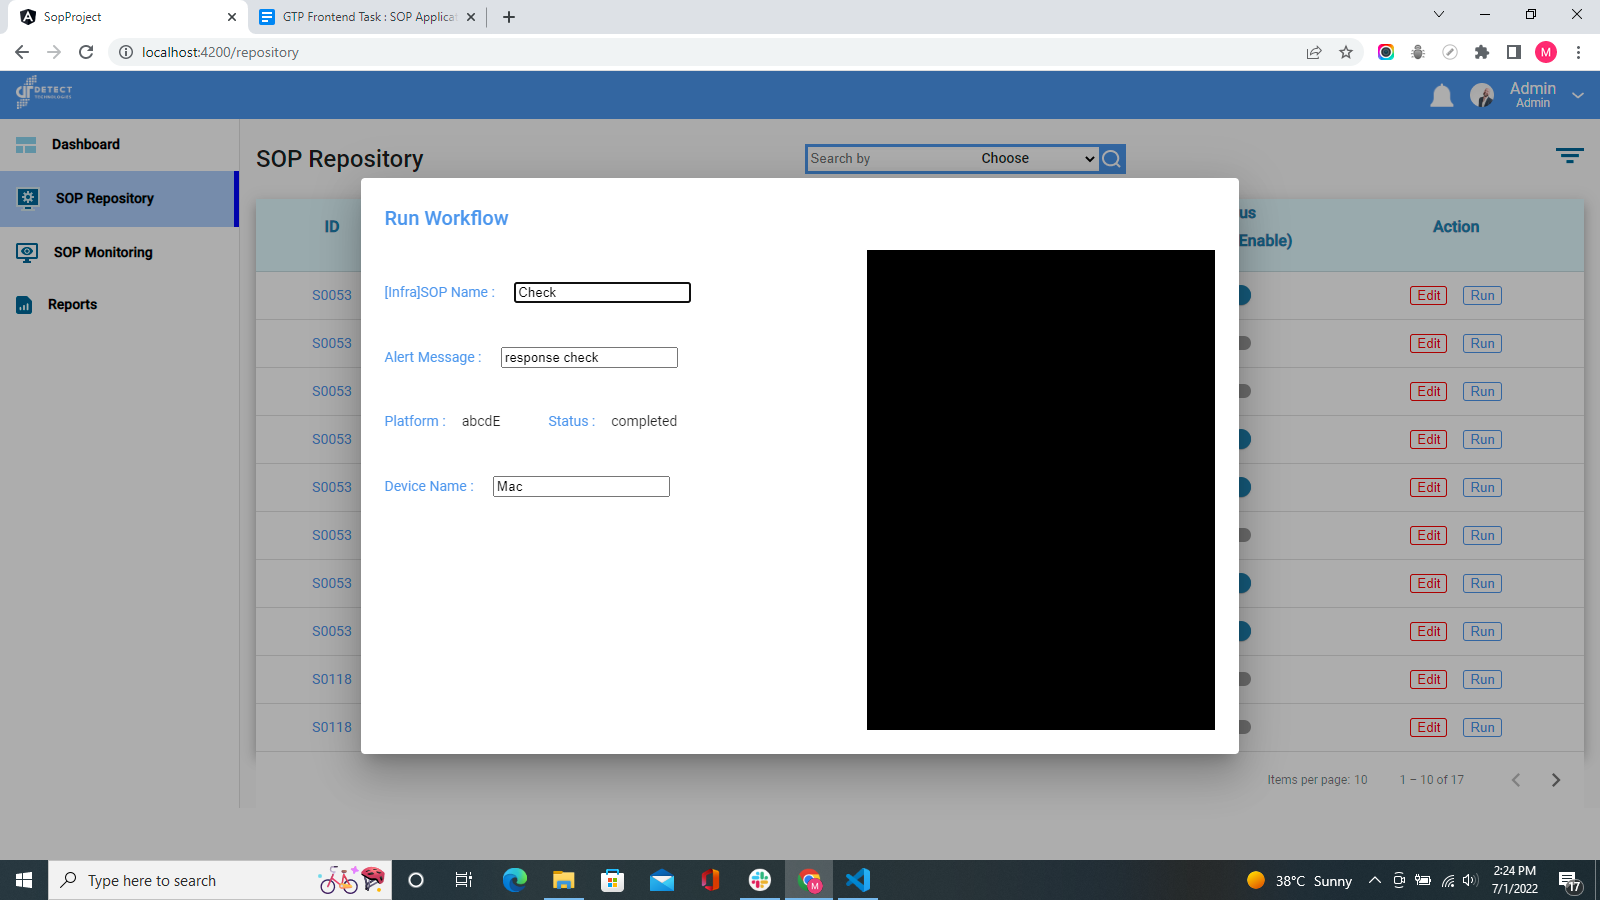 SopProject
GTP Frontend Task : SOP Applicat
localhost:4200/repository
M
DETECT
TECHNOLOGIES
Admin
Admin
Dashboard
SOP Repository
SOP Monitoring
Reports
SOP Repository
Search by
Choose
ID
us
Enable)
Action
S0053 Edit Run
S0053 Edit Run
S0053 Edit Run
S0053 Edit Run
S0053 Edit Run
S0053 Edit Run
S0053 Edit Run
S0053 Edit Run
S0118 Edit Run
S0118 Edit Run
Items per page: 10 1 – 10 of 17
Run Workflow
[Infra]SOP Name : Check
Alert Message : response check
Platform : abcdE Status : completed
Device Name : Mac
Type here to search
M
38°C Sunny
2:24 PM
7/1/2022
17